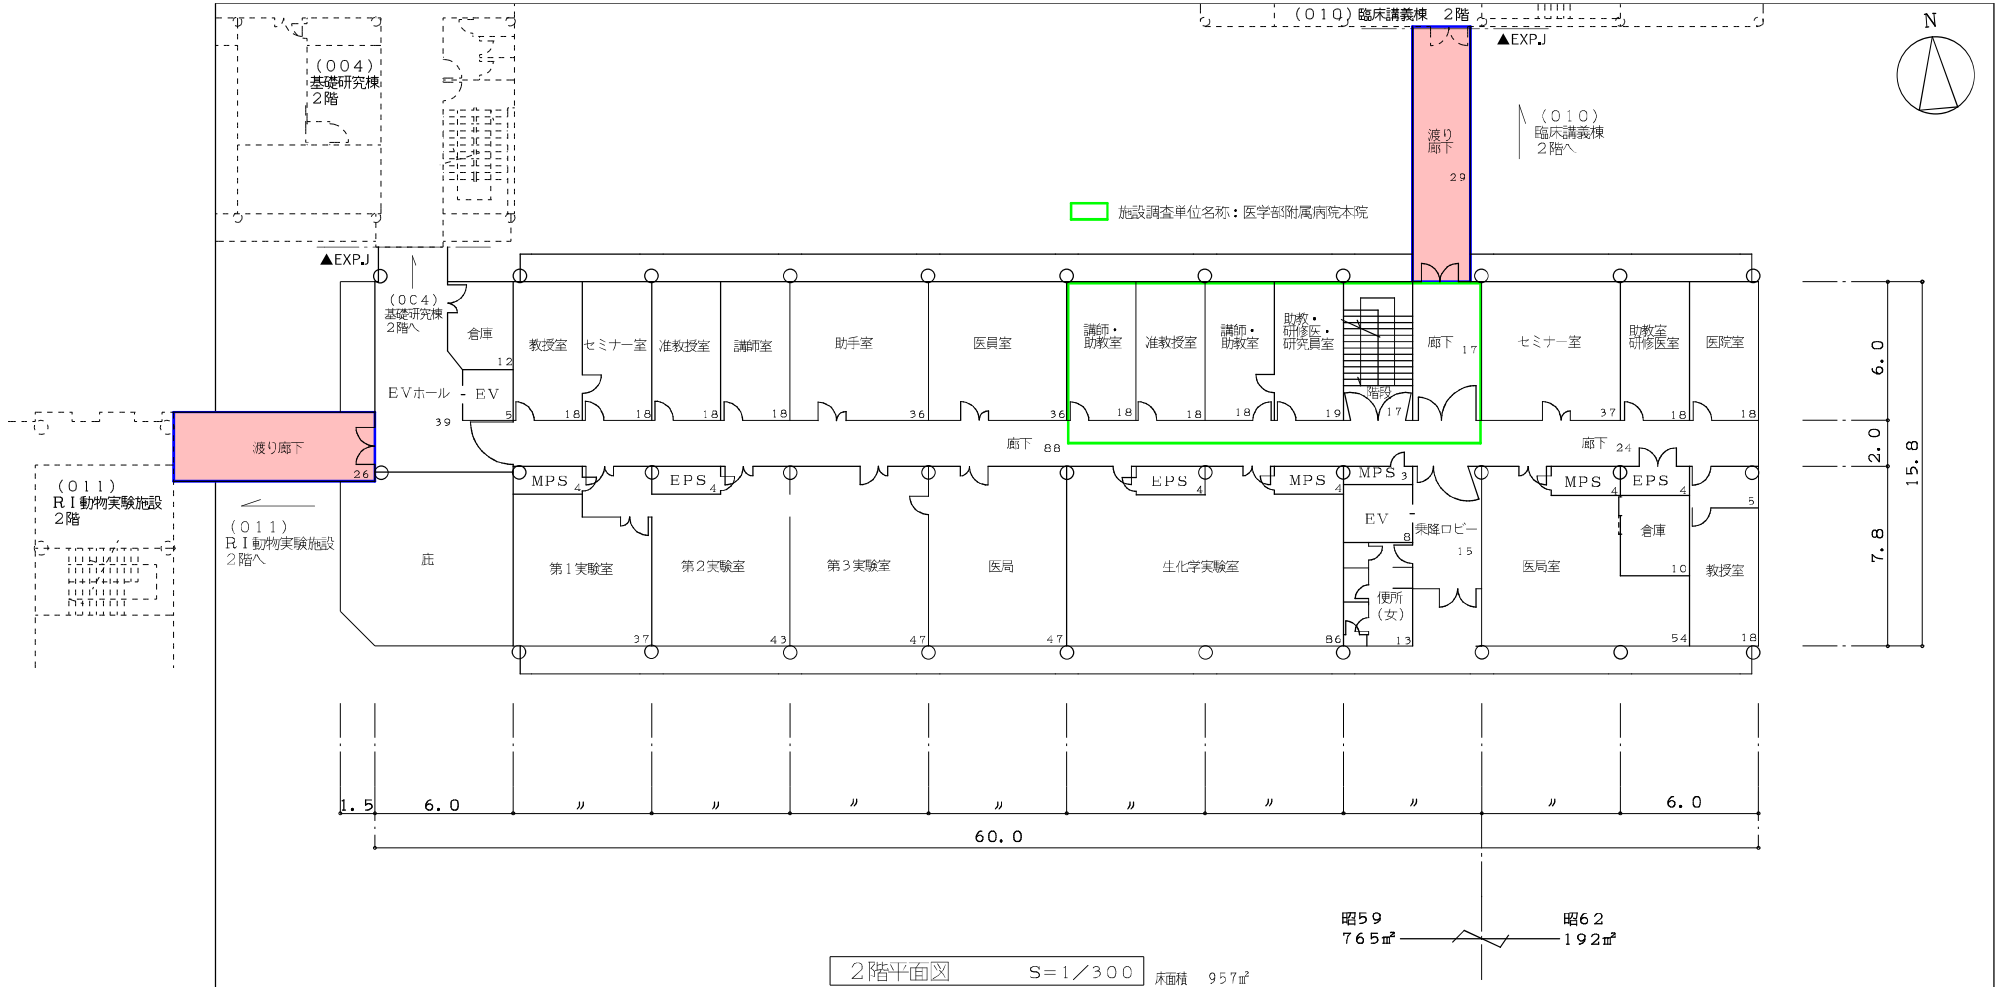 (010)臨床講義棟 2階
▲EXP.J
N
(004)
基礎研究棟
2階
渡り
廊下
29
(010)
臨床講義棟
2階へ
施設調査単位名称：医学部附属病院本院
▲EXP.J
(004)
基礎研究棟
2階へ
倉庫
12
EVホール
39
EV
5
教授室
18
セミナー室
18
准教授室
18
講師室
18
助手室
36
医員室
36
講師・
助教室
18
准教授室
18
講師・
助教室
18
助教・
研修医・
研究員室
19
階段
17
廊下
17
セミナー室
37
助教室
研修医室
18
医院室
18
渡り廊下
26
廊下 88
廊下 24
(011)
RI動物実験施設
2階
(011)
RI動物実験施設
2階へ
庇
MPS 4
EPS 4
EPS 4
MPS 4
MPS 3
MPS 4
EPS 4
5
第1実験室
37
第2実験室
43
第3実験室
47
医局
47
生化学実験室
86
EV
8
便所
(女)
13
乗降ロビー
15
医局室
54
倉庫
10
教授室
18
6.0
2.0
7.8
15.8
1.5
6.0
〃
〃
〃
〃
〃
〃
〃
〃
6.0
60.0
昭59
765㎡
昭62
192㎡
2階平面図 S=1/300
床面積 957㎡